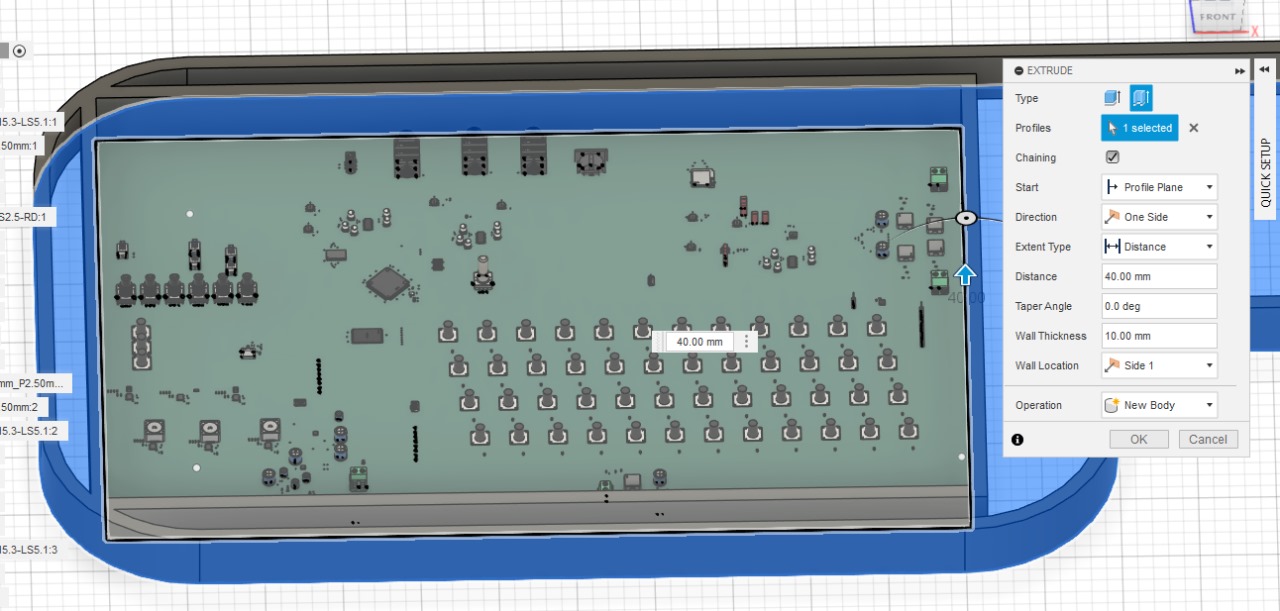 FRONT
X
EXTRUDE
Type
Profiles
1 selected
Chaining
Start
Profile Plane
Direction
One Side
Extent Type
Distance
Distance
40.00 mm
Taper Angle
0.0 deg
Wall Thickness
10.00 mm
Wall Location
Side 1
Operation
New Body
OK
Cancel
QUICK SETUP
5.3-LS5.1:1
50mm:1
S2.5-RD:1
mm_P2.50m...
50mm:2
5.3-LS5.1:2
5.3-LS5.1:3
40.00 mm
40.00